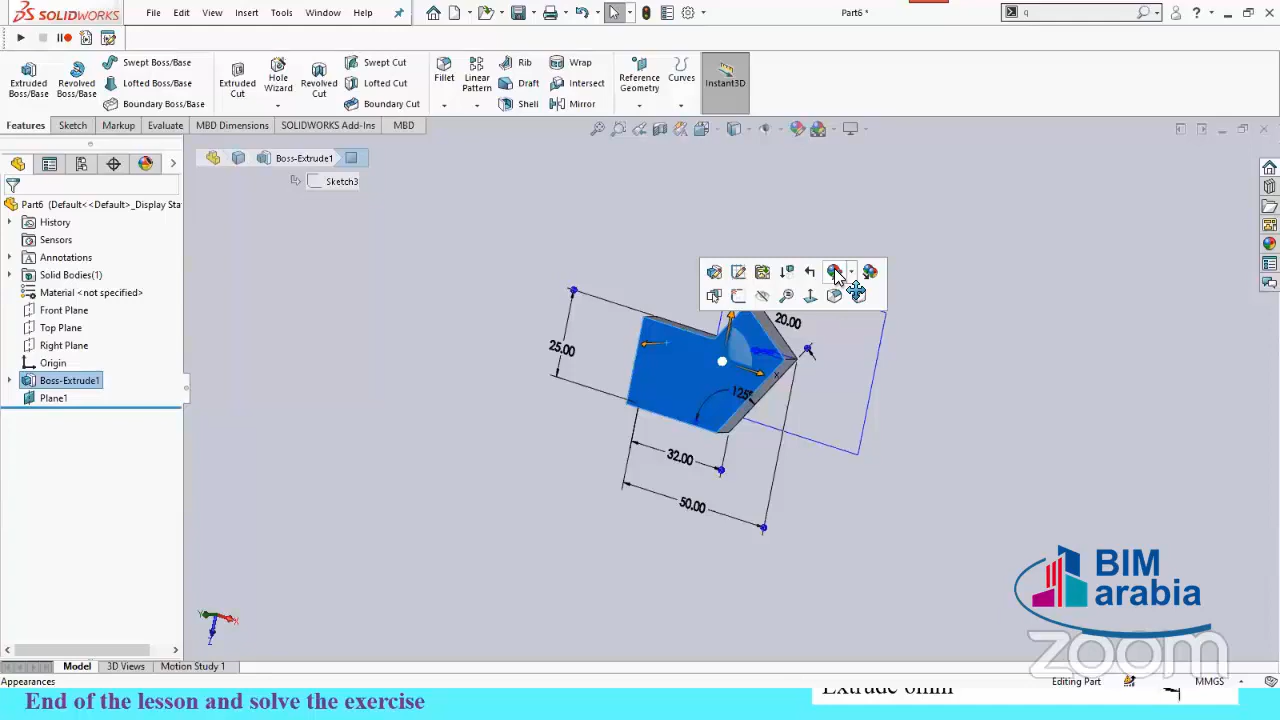 SOLIDWORKS
File
Edit
View
Insert
Tools
Window
Help
Part6 *
q
Extruded Boss/Base
Revolved Boss/Base
Swept Boss/Base
Lofted Boss/Base
Boundary Boss/Base
Extruded Cut
Hole Wizard
Revolved Cut
Swept Cut
Lofted Cut
Boundary Cut
Fillet
Linear Pattern
Rib
Draft
Shell
Wrap
Intersect
Mirror
Reference Geometry
Curves
Instant3D
Features
Sketch
Markup
Evaluate
MBD Dimensions
SOLIDWORKS Add-Ins
MBD
Boss-Extrude1
Sketch3
Part6 (Default<<Default>_Display Sta
History
Sensors
Annotations
Solid Bodies(1)
Material <not specified>
Front Plane
Top Plane
Right Plane
Origin
Boss-Extrude1
Plane1
20.00
25.00
125°
32.00
50.00
x
Y
X
Z
BIM
arabia
zoom
Model
3D Views
Motion Study 1
Appearances
Editing Part
MMGS
End of the lesson and solve the exercise
Extrude 6mm